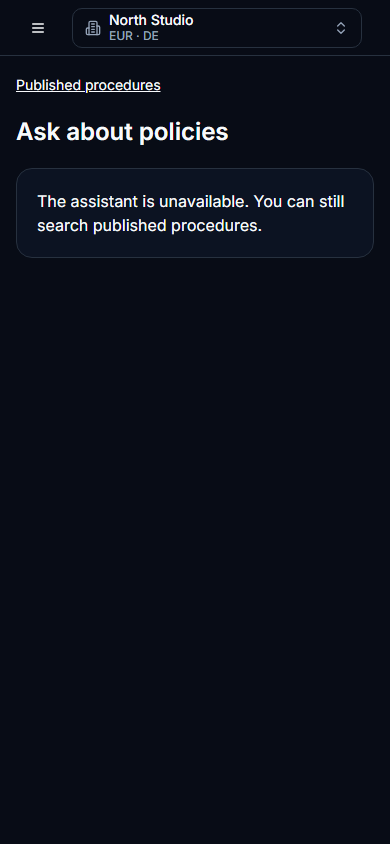 North Studio
EUR · DE
Published procedures
Ask about policies
The assistant is unavailable. You can still
search published procedures.